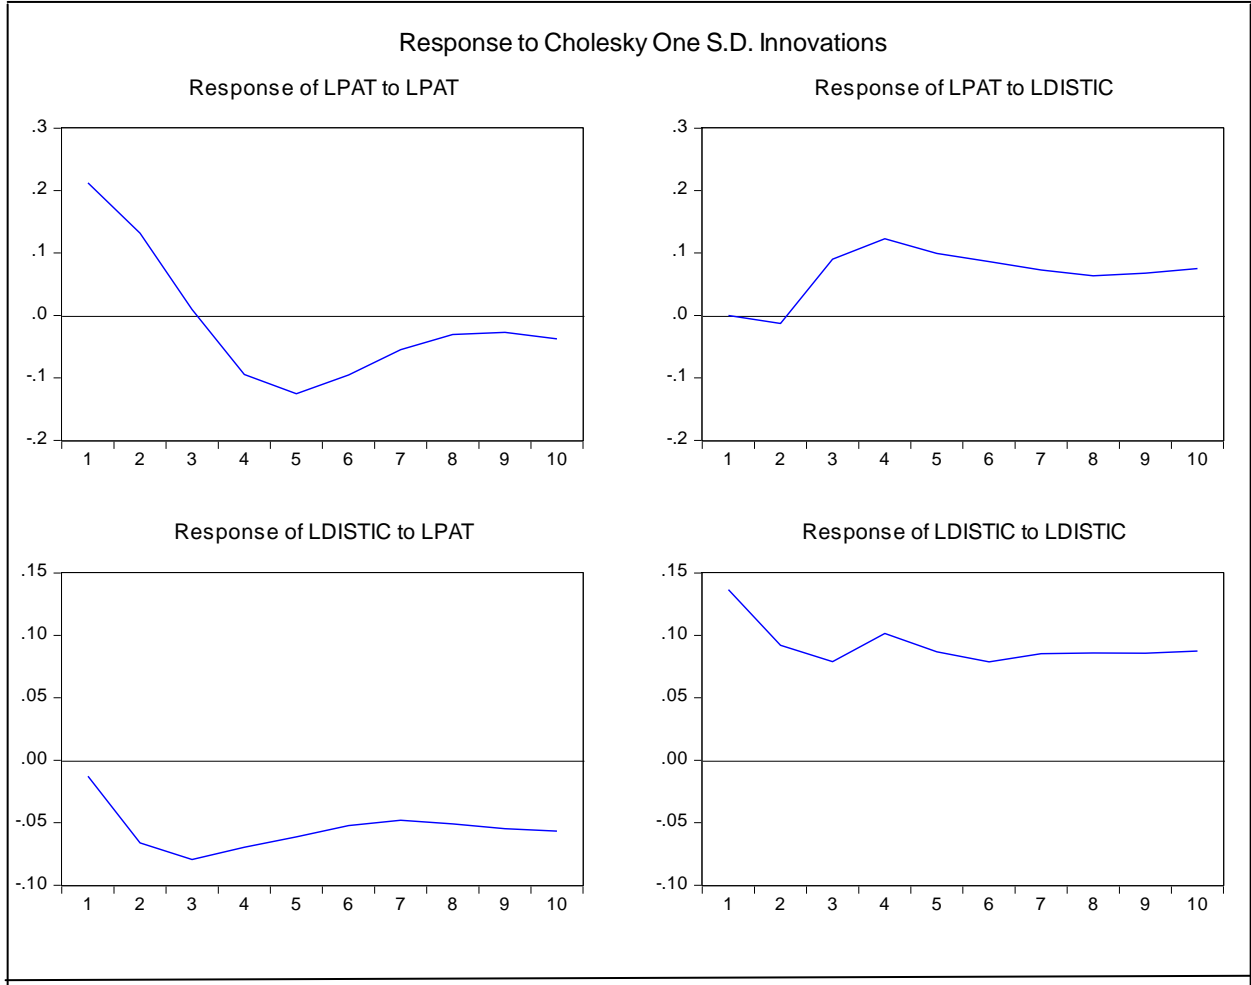 Response to Cholesky One S.D. Innovations
Response of LPAT to LPAT
.3
.2
.1
.0
-.1
-.2
1 2 3 4 5 6 7 8 9 10
Response of LPAT to LDISTIC
.3
.2
.1
.0
-.1
-.2
1 2 3 4 5 6 7 8 9 10
Response of LDISTIC to LPAT
.15
.10
.05
.00
-.05
-.10
1 2 3 4 5 6 7 8 9 10
Response of LDISTIC to LDISTIC
.15
.10
.05
.00
-.05
-.10
1 2 3 4 5 6 7 8 9 10